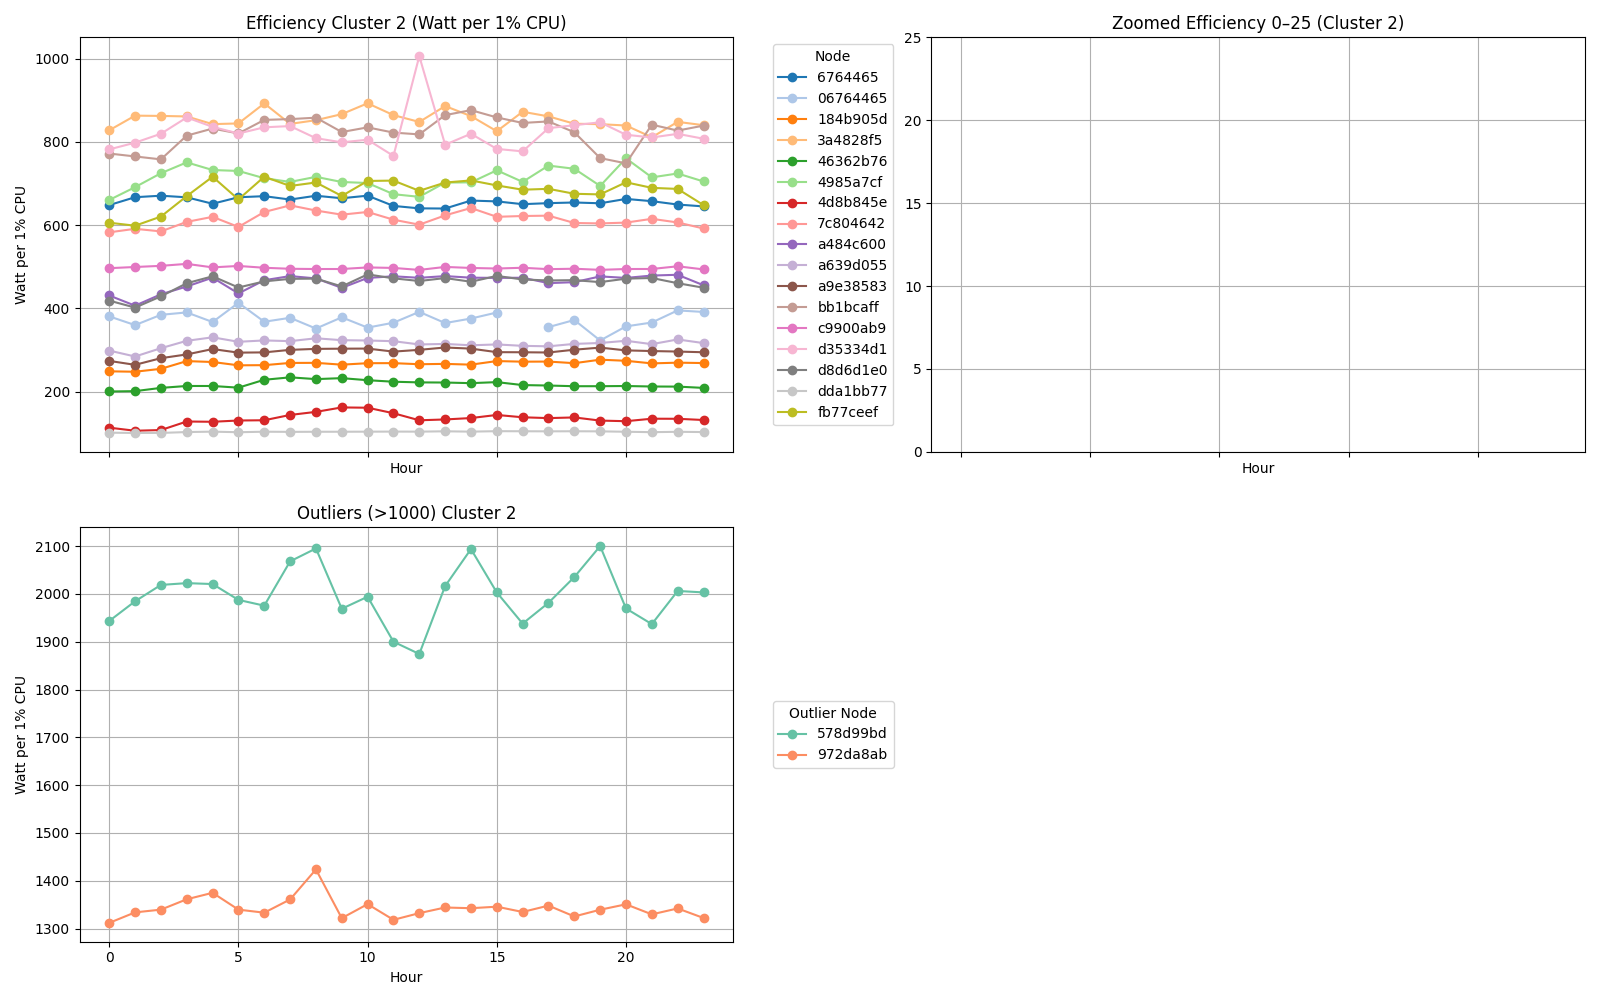 Efficiency Cluster 2 (Watt per 1% CPU)
Watt per 1% CPU
1000
800
600
400
200
Hour
Node
6764465
06764465
184b905d
3a4828f5
46362b76
4985a7cf
4d8b845e
7c804642
a484c600
a639d055
a9e38583
bb1bcaff
c9900ab9
d35334d1
d8d6d1e0
dda1bb77
fb77ceef
Zoomed Efficiency 0–25 (Cluster 2)
25
20
15
10
5
0
Hour
Outliers (>1000) Cluster 2
Watt per 1% CPU
2100
2000
1900
1800
1700
1600
1500
1400
1300
0 5 10 15 20
Hour
Outlier Node
578d99bd
972da8ab